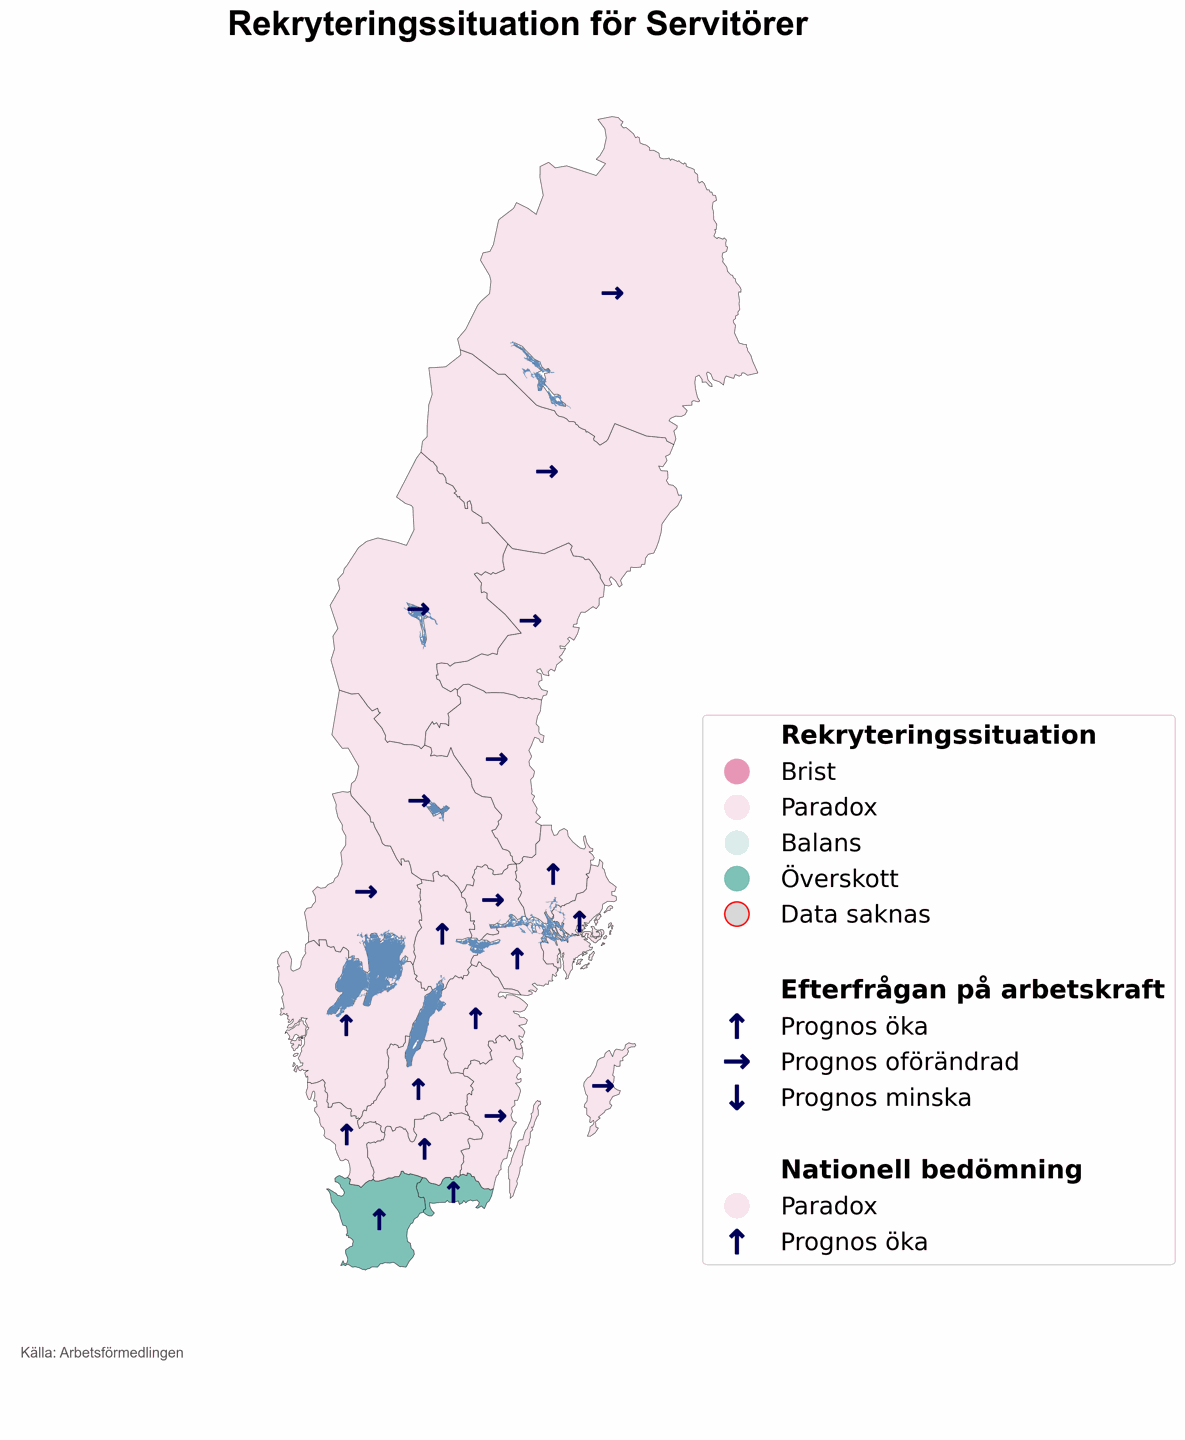 Rekryteringssituation för Servitörer
Rekryteringssituation
Brist
Paradox
Balans
Överskott
Data saknas
Efterfrågan på arbetskraft
Prognos öka
Prognos oförändrad
Prognos minska
Nationell bedömning
Paradox
Prognos öka
Källa: Arbetsförmedlingen